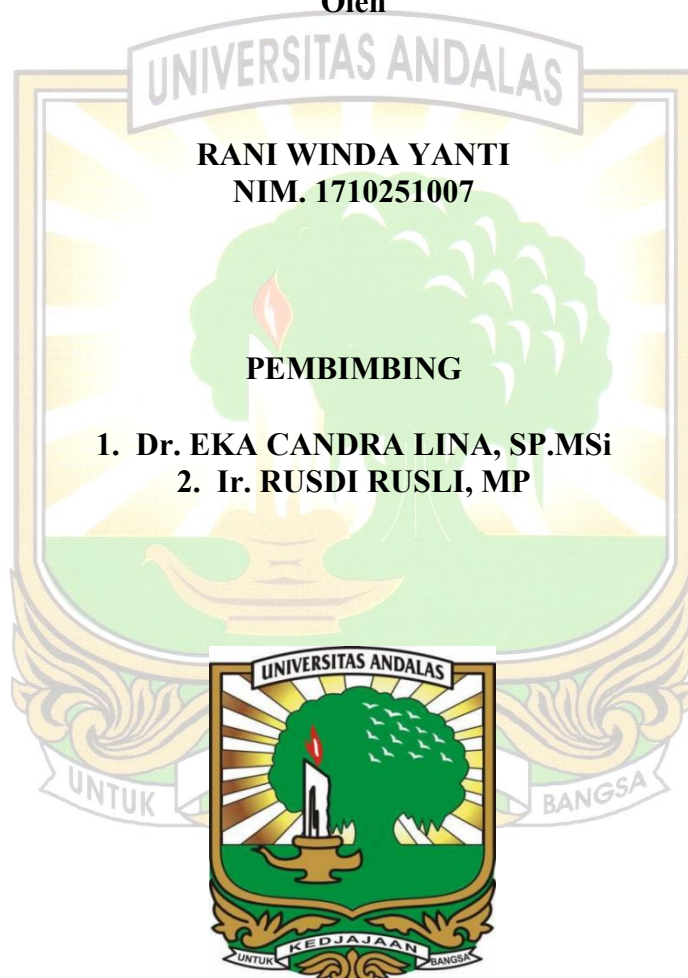 Oleh
UNIVERSITAS ANDALAS
RANI WINDA YANTI
NIM. 1710251007
PEMBIMBING
1. Dr. EKA CANDRA LINA, SP.MSi
2. Ir. RUSDI RUSLI, MP
UNIVERSITAS ANDALAS
UNTUK BANGSA
UNTUK KEDJAJAAN BANGSA